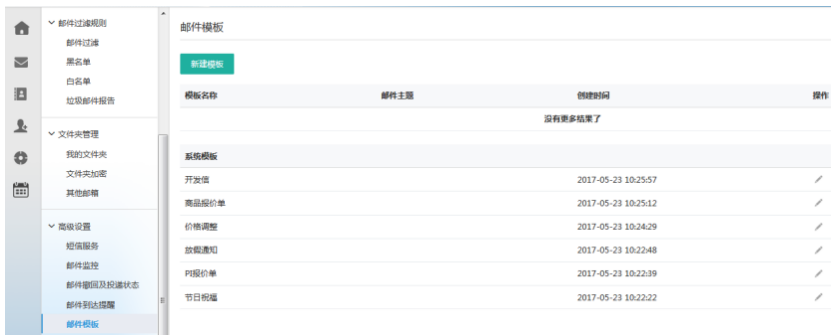 邮件过滤规则
邮件过滤
黑名单
白名单
垃圾邮件报告
文件夹管理
我的文件夹
文件夹加密
其他邮箱
高级设置
短信服务
邮件监控
邮件撤回及投递状态
邮件到达提醒
邮件模板
邮件模板
新建模板
模板名称 邮件主题 创建时间 操作
没有更多结果了
系统模板
开发信 2017-05-23 10:25:57
商品报价单 2017-05-23 10:25:12
价格调整 2017-05-23 10:24:29
放假通知 2017-05-23 10:22:48
PI报价单 2017-05-23 10:22:39
节日祝福 2017-05-23 10:22:22